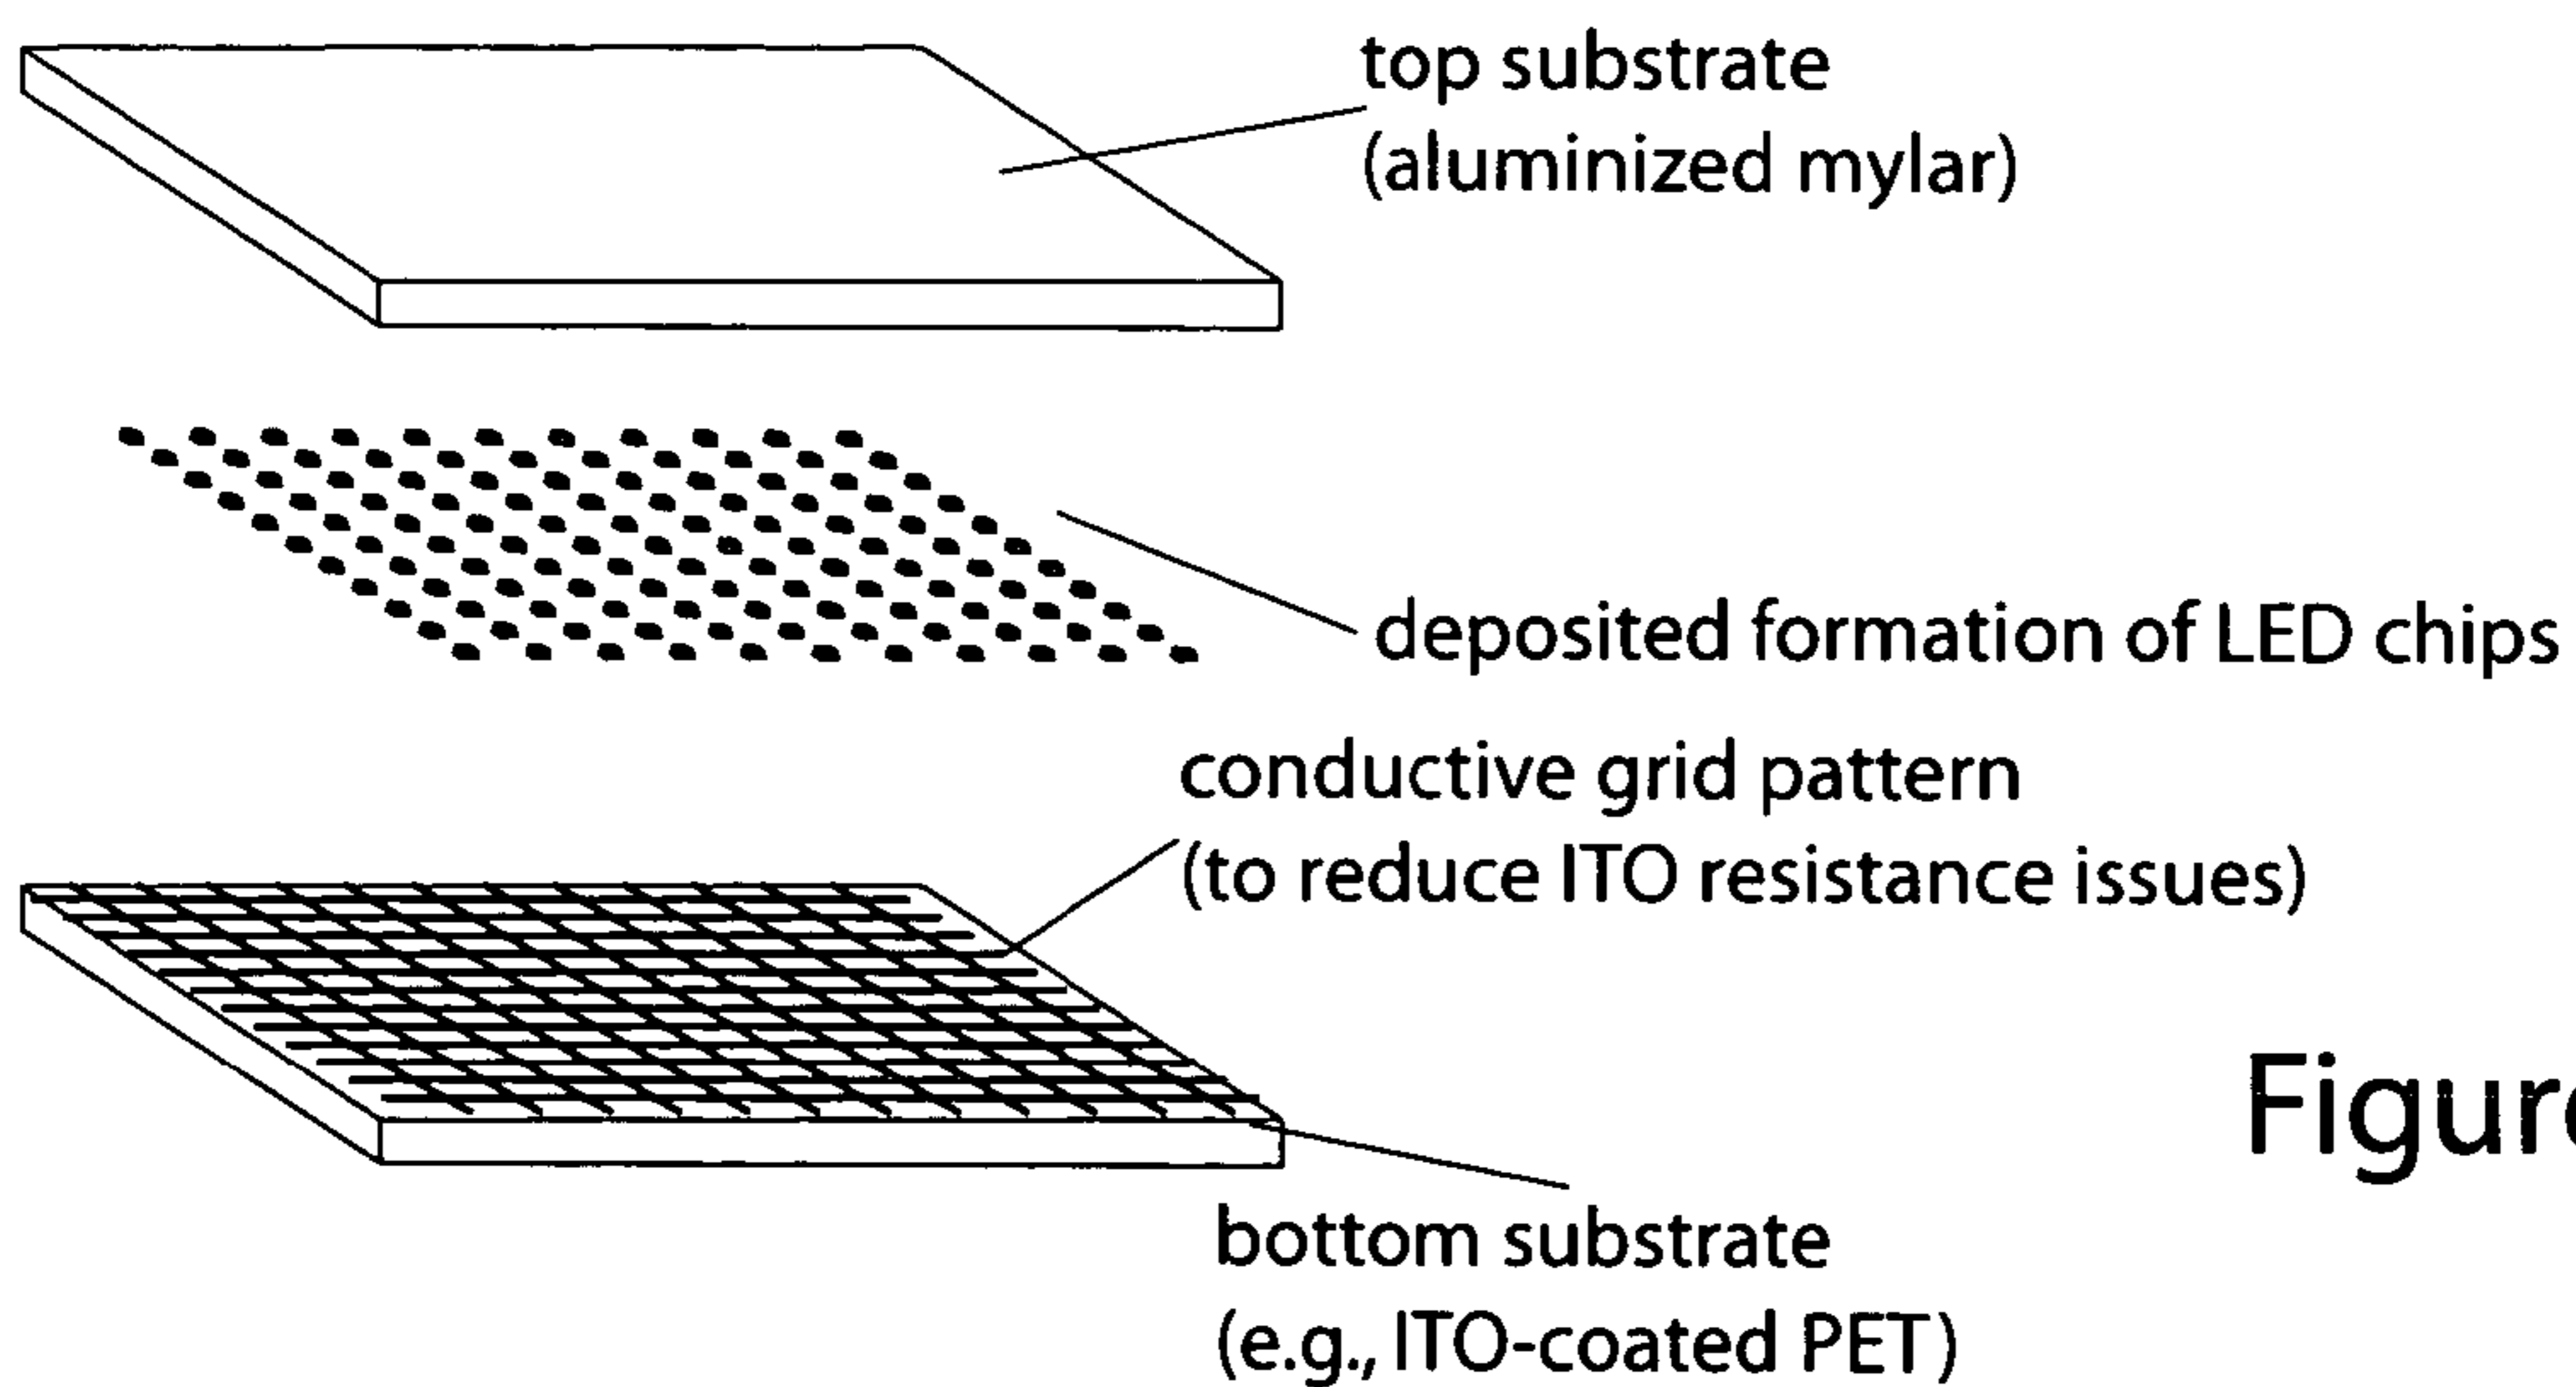 top substrate
(aluminized mylar)
deposited formation of LED chips
conductive grid pattern
(to reduce ITO resistance issues)
Figure
bottom substrate
(e.g., ITO-coated PET)